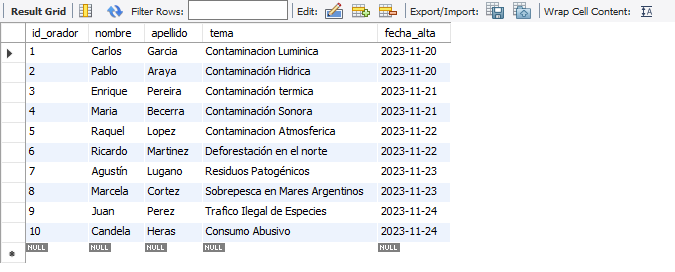 Result Grid Filter Rows: Edit: Export/Import: Wrap Cell Content: IA
id_orador nombre apellido tema fecha_alta
1 Carlos Garcia Contaminacion Luminica 2023-11-20
2 Pablo Araya Contaminación Hidrica 2023-11-20
3 Enrique Pereira Contaminación termica 2023-11-21
4 Maria Becerra Contaminación Sonora 2023-11-21
5 Raquel Lopez Contaminacion Atmosferica 2023-11-22
6 Ricardo Martinez Deforestación en el norte 2023-11-22
7 Agustín Lugano Residuos Patogénicos 2023-11-23
8 Marcela Cortez Sobrepesca en Mares Argentinos 2023-11-23
9 Juan Perez Trafico Ilegal de Especies 2023-11-24
10 Candela Heras Consumo Abusivo 2023-11-24
NULL NULL NULL NULL NULL